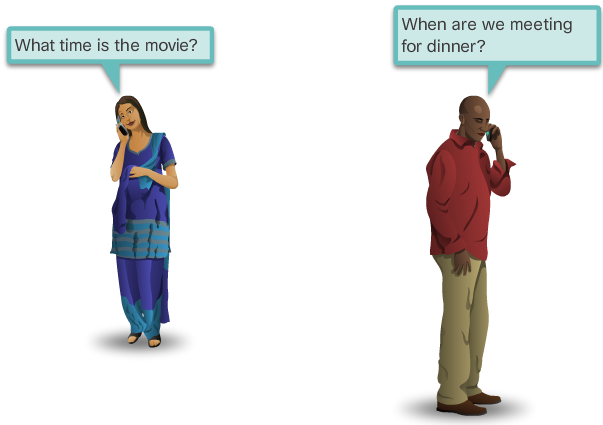 What time is the movie?
When are we meeting
for dinner?